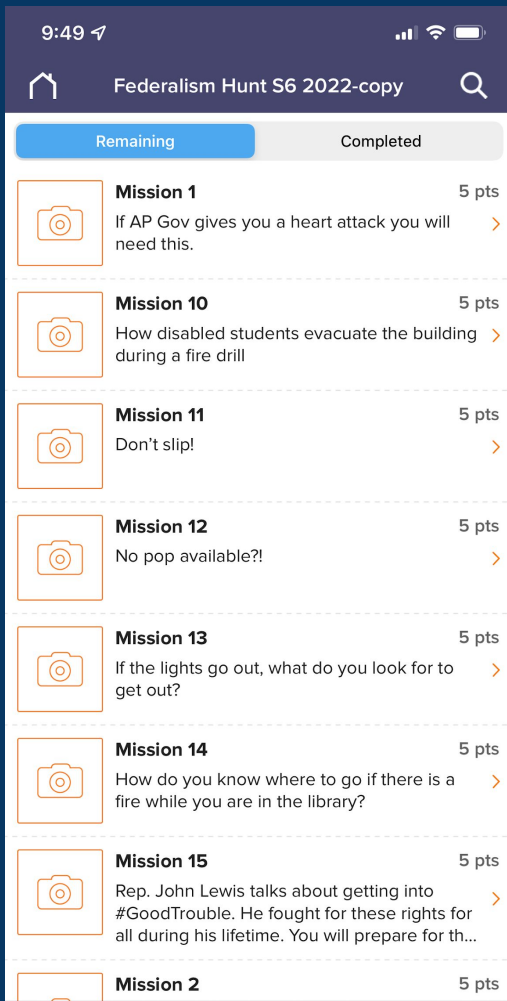 9:49
Federalism Hunt S6 2022-copy
Remaining
Completed
Mission 1
5 pts
If AP Gov gives you a heart attack you will
need this.
Mission 10
5 pts
How disabled students evacuate the building
during a fire drill
Mission 11
5 pts
Don’t slip!
Mission 12
5 pts
No pop available?!
Mission 13
5 pts
If the lights go out, what do you look for to
get out?
Mission 14
5 pts
How do you know where to go if there is a
fire while you are in the library?
Mission 15
5 pts
Rep. John Lewis talks about getting into
#GoodTrouble. He fought for these rights for
all during his lifetime. You will prepare for th...
Mission 2
5 pts